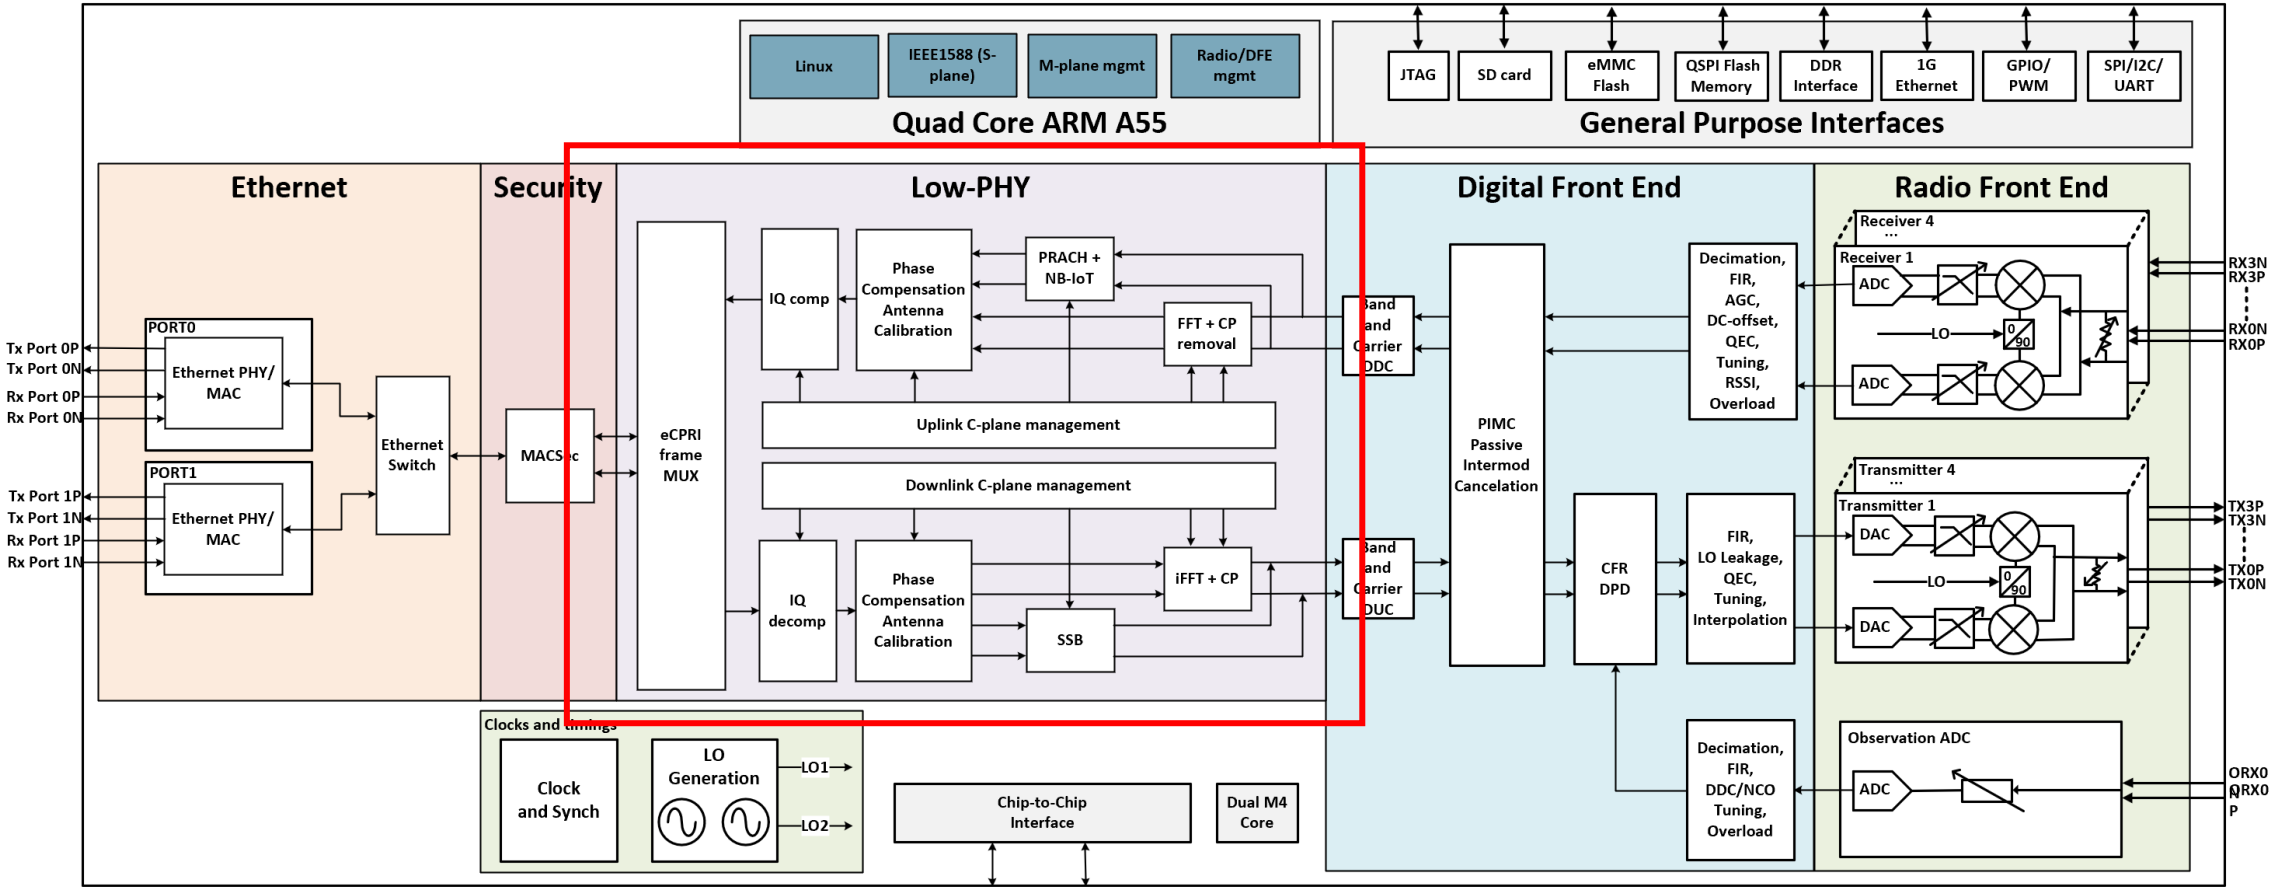 Linux
IEEE1588 (S-
plane)
M-plane mgmt
Radio/DFE
mgmt
Quad Core ARM A55
JTAG
SD card
eMMC
Flash
QSPI Flash
Memory
DDR
Interface
1G
Ethernet
GPIO/
PWM
SPI/I2C/
UART
General Purpose Interfaces
Ethernet
PORT0
Ethernet PHY/
MAC
PORT1
Ethernet PHY/
MAC
Tx Port 0P
Tx Port 0N
Rx Port 0P
Rx Port 0N
Tx Port 1P
Tx Port 1N
Rx Port 1P
Rx Port 1N
Ethernet
Switch
Security
MACSec
Low-PHY
eCPRI
frame
MUX
IQ comp
Phase
Compensation
Antenna
Calibration
PRACH +
NB-IoT
FFT + CP
removal
Uplink C-plane management
Downlink C-plane management
IQ
decomp
Phase
Compensation
Antenna
Calibration
SSB
iFFT + CP
Digital Front End
Band
and
Carrier
DDC
Band
and
Carrier
DUC
PIMC
Passive
Intermod
Cancelation
CFR
DPD
Decimation,
FIR,
AGC,
DC-offset,
QEC,
Tuning,
RSSI,
Overload
FIR,
LO Leakage,
QEC,
Tuning,
Interpolation
Decimation,
FIR,
DDC/NCO
Tuning,
Overload
Radio Front End
Receiver 4
...
Receiver 1
ADC
LO
0
90
ADC
RX3N
RX3P
RX0N
RX0P
Transmitter 4
...
Transmitter 1
DAC
LO
0
90
DAC
TX3P
TX3N
TX0P
TX0N
Observation ADC
ADC
ORX0
N
ORX0
P
Clocks and timings
Clock
and Synch
LO
Generation
LO1
LO2
Chip-to-Chip
Interface
Dual M4
Core